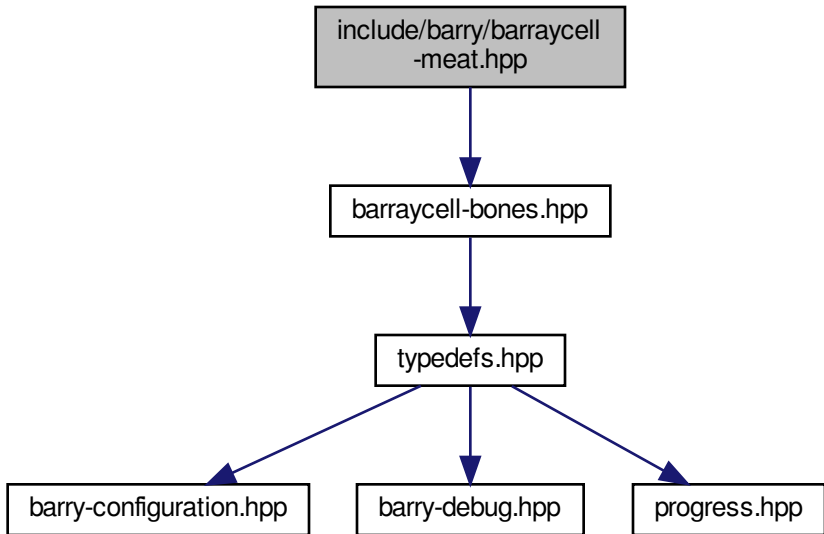 include/barry/barraycell
-meat.hpp
barraycell-bones.hpp
typedefs.hpp
barry-configuration.hpp
barry-debug.hpp
progress.hpp